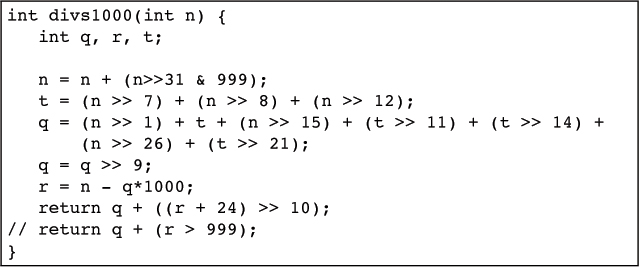 int divs1000(int n) {
   int q, r, t;

   n = n + (n>>31 & 999);
   t = (n >> 7) + (n >> 8) + (n >> 12);
   q = (n >> 1) + t + (n >> 15) + (t >> 11) + (t >> 14) +
       (n >> 26) + (t >> 21);
   q = q >> 9;
   r = n - q*1000;
   return q + ((r + 24) >> 10);
// return q + (r > 999);
}